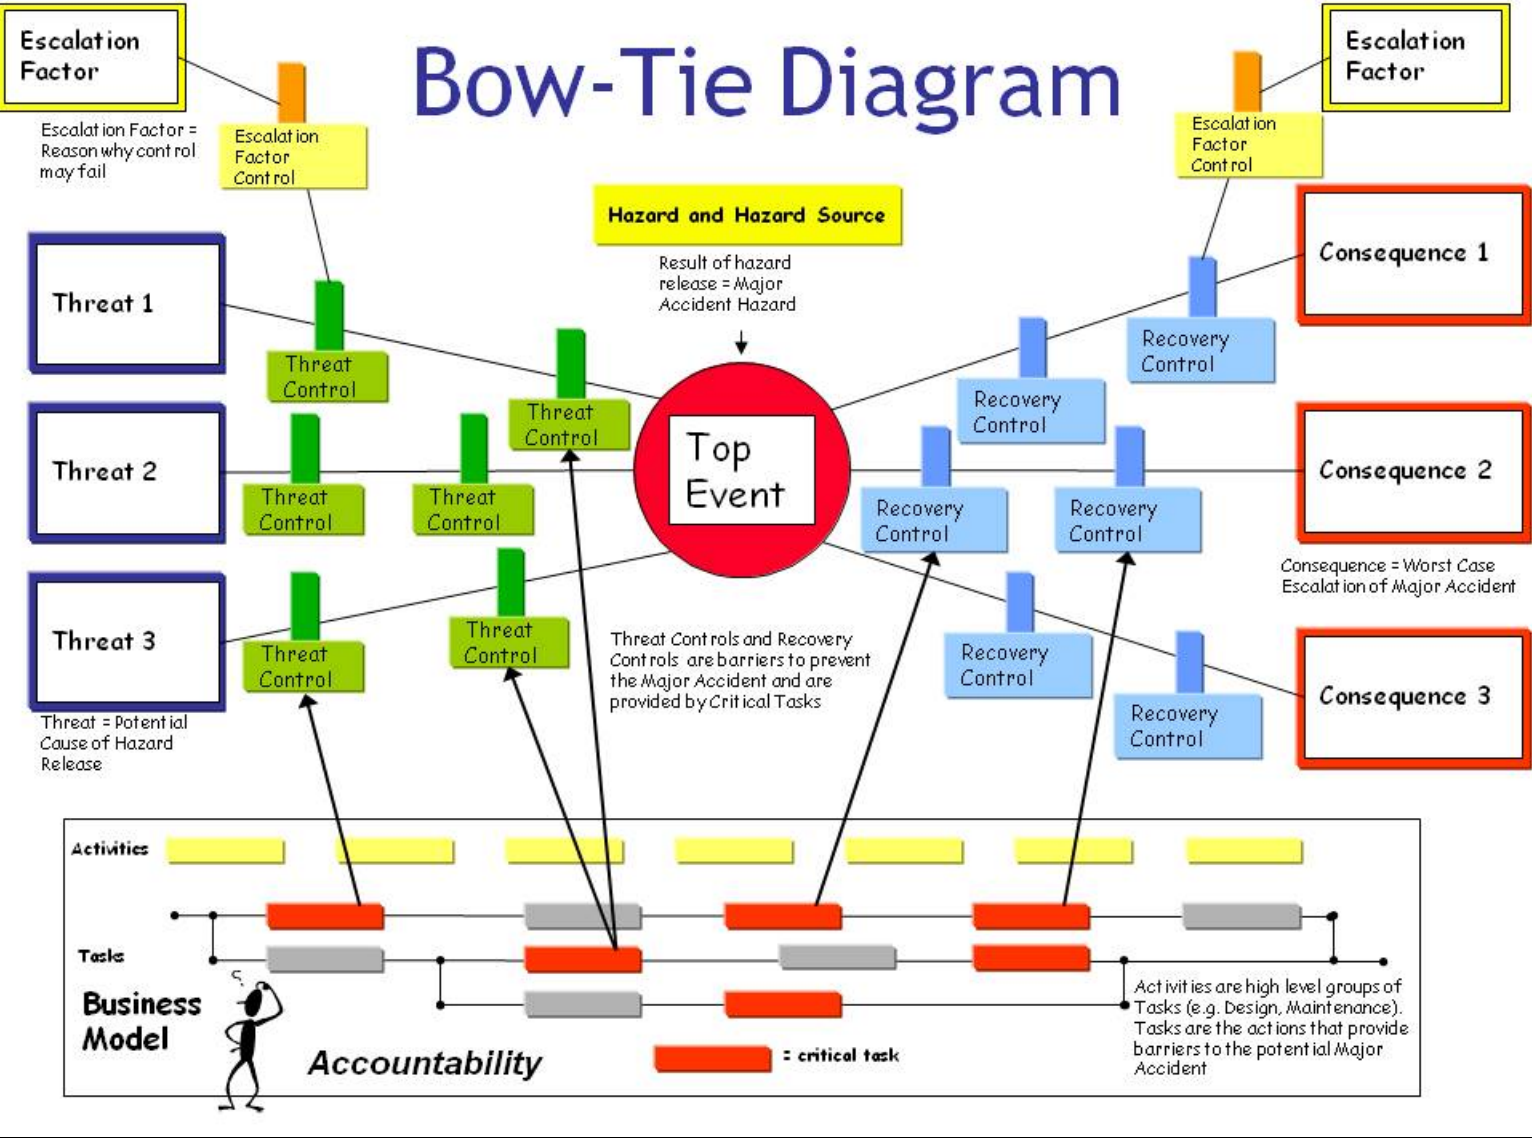 Bow-Tie Diagram
Escalation
Factor
Escalation Factor =
Reason why control
may fail
Escalation
Factor
Control
Escalation
Factor
Escalation
Factor
Control
Hazard and Hazard Source
Result of hazard
release = Major
Accident Hazard
Threat 1
Threat
Control
Threat
Control
Threat 2
Threat
Control
Threat
Control
Threat 3
Threat
Control
Threat
Control
Threat = Potential
Cause of Hazard
Release
Top
Event
Consequence 1
Recovery
Control
Recovery
Control
Consequence 2
Recovery
Control
Recovery
Control
Consequence = Worst Case
Escalation of Major Accident
Consequence 3
Recovery
Control
Recovery
Control
Threat Controls and Recovery
Controls are barriers to prevent
the Major Accident and are
provided by Critical Tasks
Activities
Tasks
Business
Model
Accountability
= critical task
Activities are high level groups of
Tasks (e.g. Design, Maintenance).
Tasks are the actions that provide
barriers to the potential Major
Accident